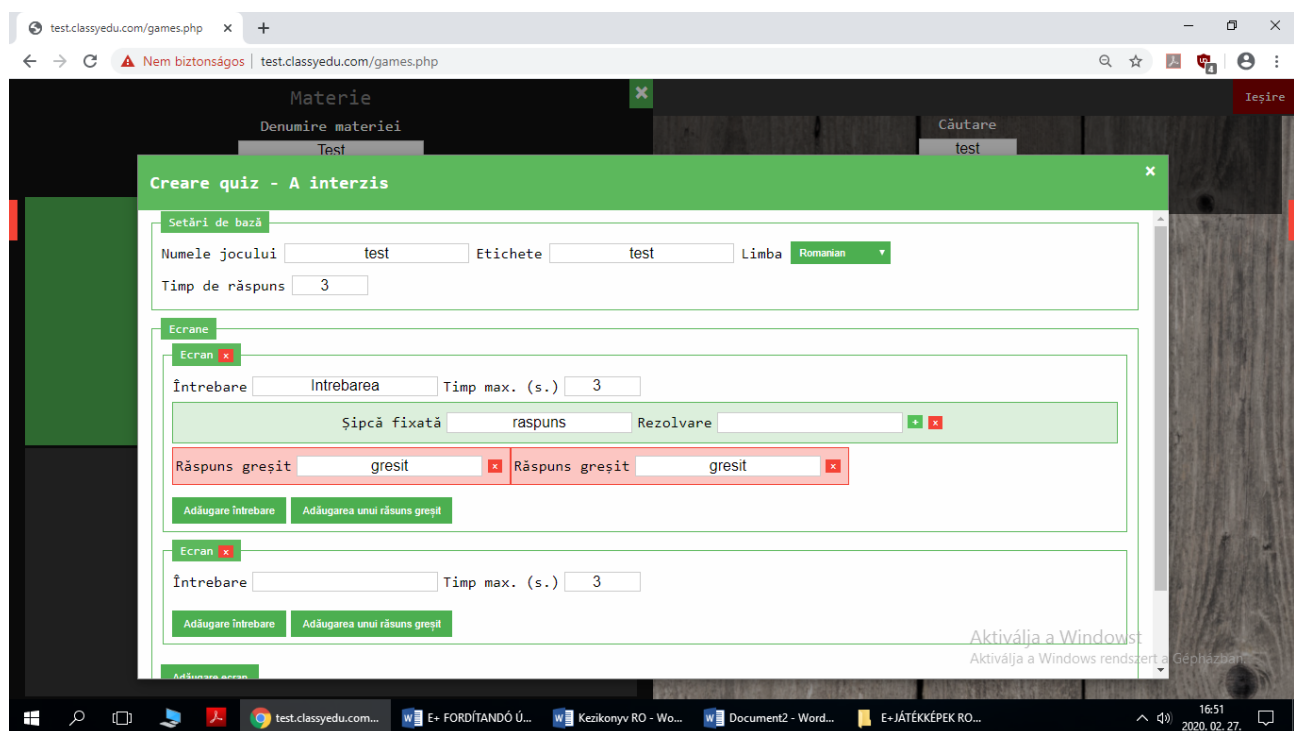 test.classyedu.com/games.php
Nem biztonságos | test.classyedu.com/games.php
4
Materie
Ieșire
Denumire materiei
Căutare
Test
test
Creare quiz - A interzis
Setări de bază
Numele jocului test Etichete test Limba Romanian
Timp de răspuns 3
Ecrane
Ecran
Întrebare Intrebarea Timp max. (s.) 3
Șipcă fixată raspuns Rezolvare
Răspuns greșit gresit Răspuns greșit gresit
Adăugare întrebare Adăugarea unui răsuns greșit
Ecran
Întrebare Timp max. (s.) 3
Adăugare întrebare Adăugarea unui răsuns greșit
Aktiválja a Windowst
Aktiválja a Windows rendszert a Gépházban.
Adăugare ecran
test.classyedu.com... E+ FORDÍTANDÓ Ú... Kezikonyv RO - Wo... Document2 - Word... E+JÁTÉKKÉPEK RO...
16:51
2020. 02. 27.